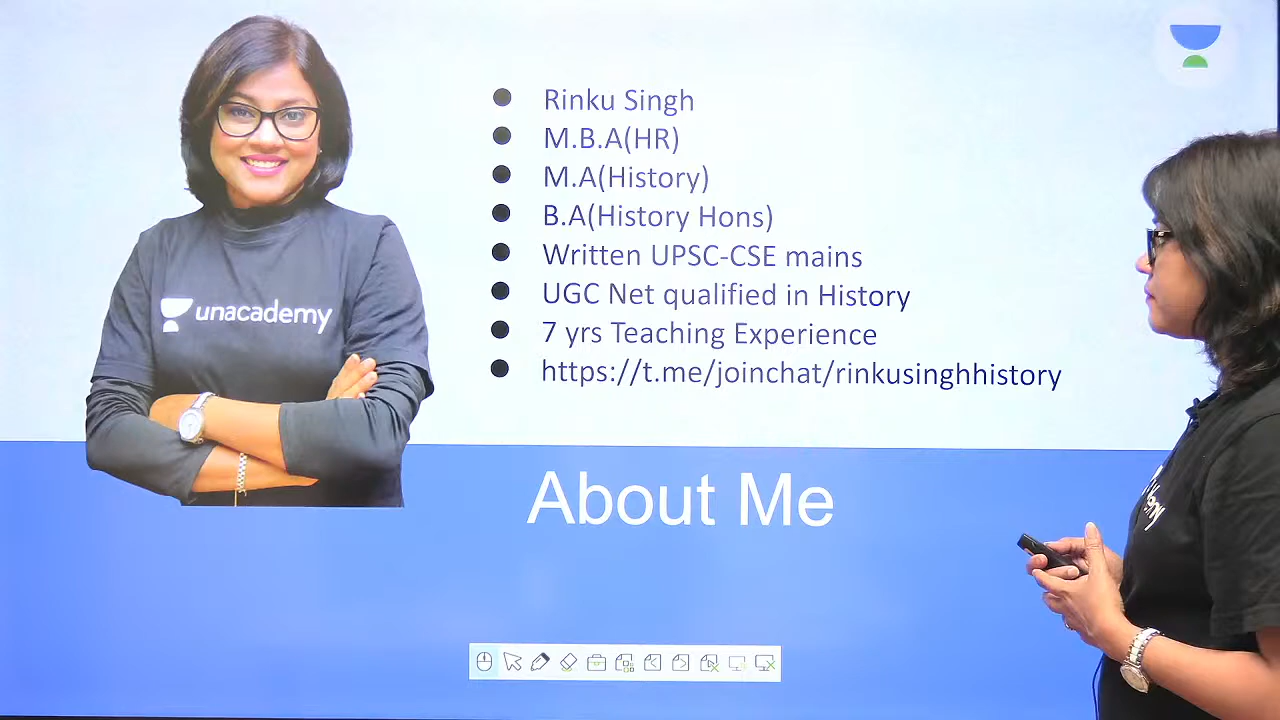 Rinku Singh
M.B.A(HR)
M.A(History)
B.A(History Hons)
Written UPSC-CSE mains
UGC Net qualified in History
7 yrs Teaching Experience
https://t.me/joinchat/rinkusinghhistory
unacademy
About Me